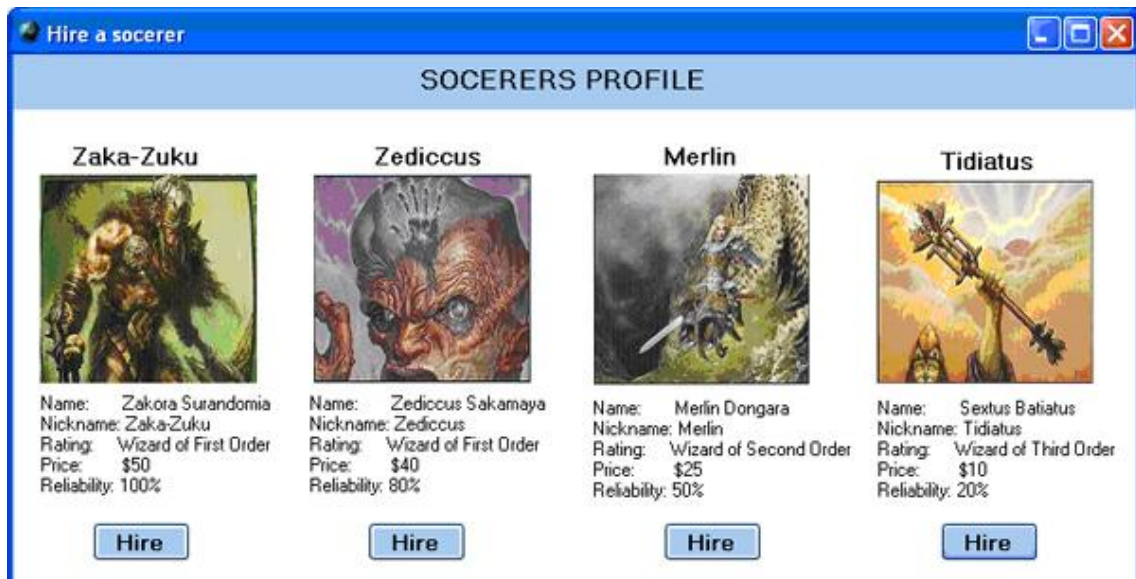 Hire a socerer
SOCERERS PROFILE
Zaka-Zuku
Name: Zakora Surandomia
Nickname: Zaka-Zuku
Rating: Wizard of First Order
Price: $50
Reliability: 100%
Hire
Zediccus
Name: Zediccus Sakamaya
Nickname: Zediccus
Rating: Wizard of First Order
Price: $40
Reliability: 80%
Hire
Merlin
Name: Merlin Dongara
Nickname: Merlin
Rating: Wizard of Second Order
Price: $25
Reliability: 50%
Hire
Tidiatus
Name: Sextus Batiatus
Nickname: Tidiatus
Rating: Wizard of Third Order
Price: $10
Reliability: 20%
Hire